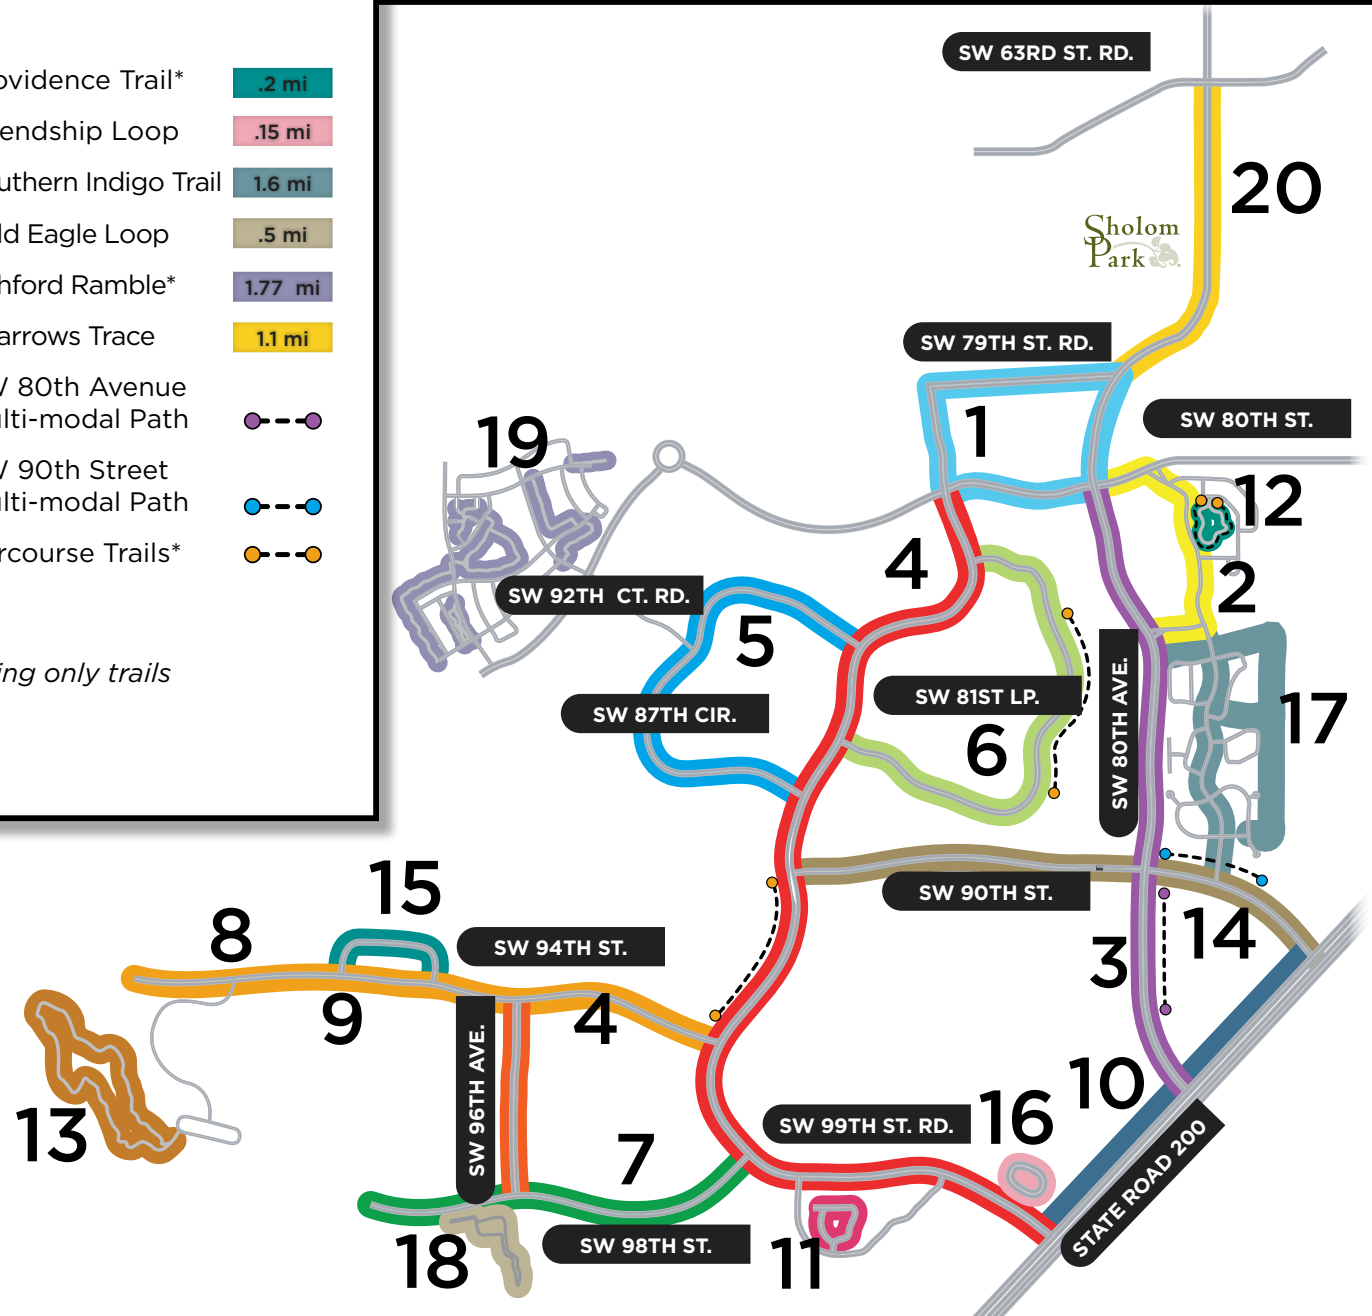 ovidence Trail* .2 mi
endship Loop .15 mi
uthern Indigo Trail 1.6 mi
ld Eagle Loop .5 mi
hford Ramble* 1.77 mi
arrows Trace 1.1 mi
V 80th Avenue
ulti-modal Path
V 90th Street
ulti-modal Path
rcourse Trails*
ing only trails
SW 63RD ST. RD.
20
Sholom
Park
SW 79TH ST. RD.
1
SW 80TH ST.
19
12
4
2
SW 92TH CT. RD.
5
SW 81ST LP.
SW 87TH CIR.
6
SW 80TH AVE.
17
15
SW 90TH ST.
8
SW 94TH ST.
14
3
9
4
SW 96TH AVE.
10
13
7
SW 99TH ST. RD.
16
STATE ROAD 200
18
SW 98TH ST.
11